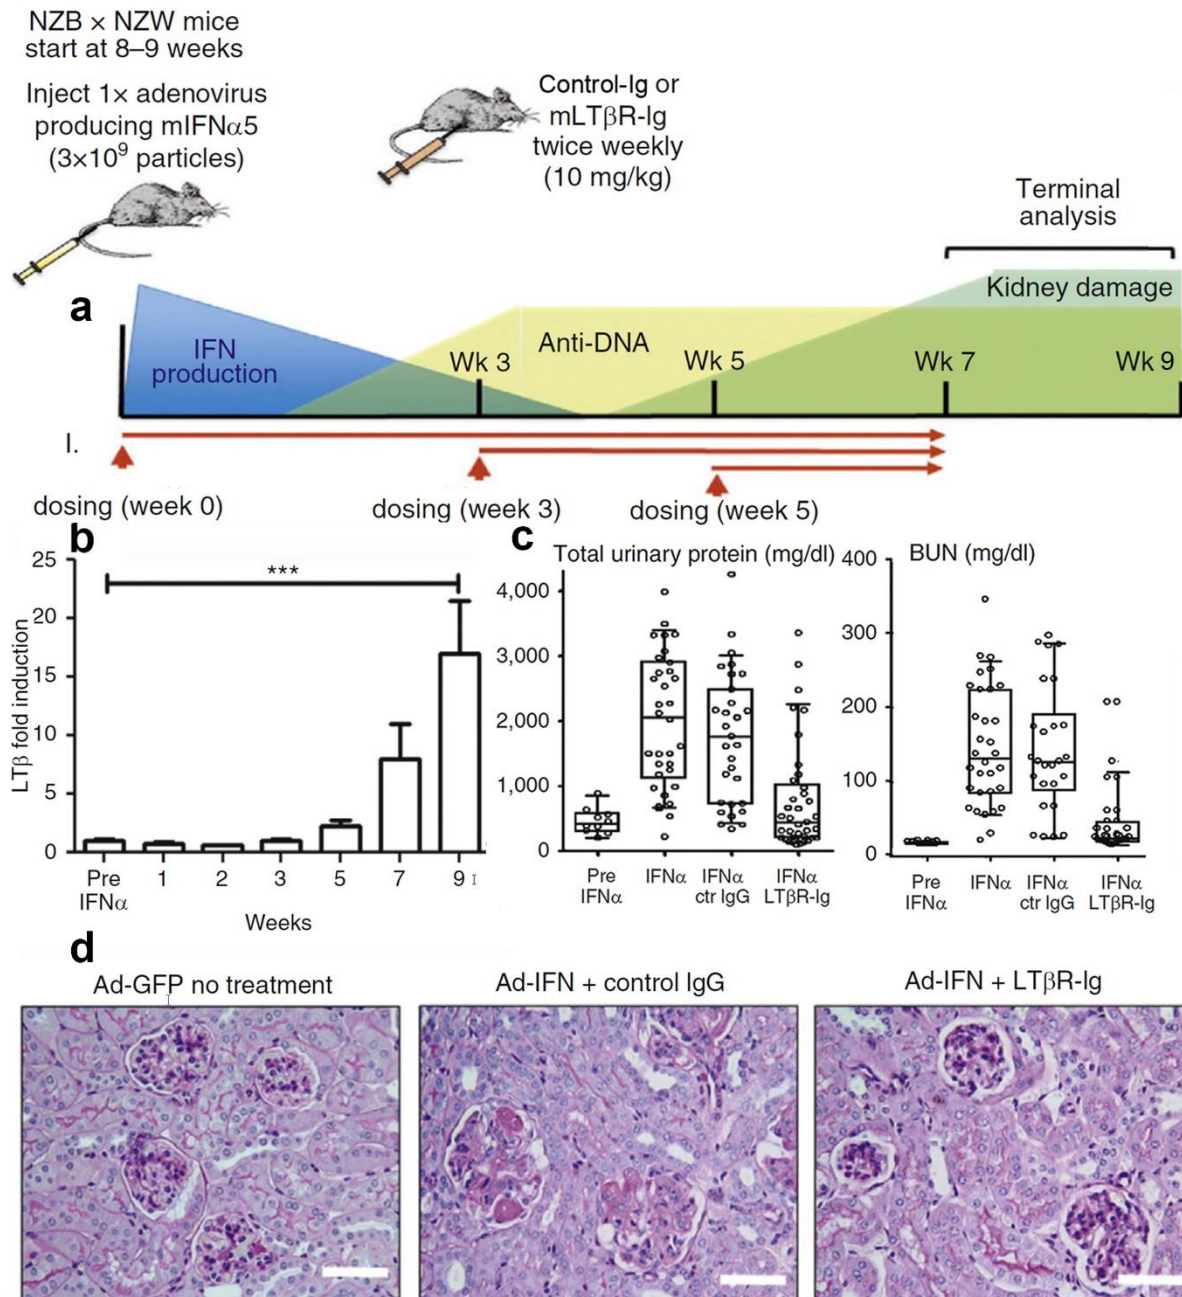 NZB × NZW mice
start at 8–9 weeks
Inject 1× adenovirus
producing mIFNα5
(3×10⁹ particles)
Control-Ig or
mLTβR-Ig
twice weekly
(10 mg/kg)
Terminal
analysis
a
IFN
production
Anti-DNA
Kidney damage
Wk 3
Wk 5
Wk 7
Wk 9
I.
dosing (week 0)
dosing (week 3)
dosing (week 5)
b
LTβ fold induction
25
20
15
10
5
0
***
Pre
IFNα
1
2
3
5
7
9
Weeks
c
Total urinary protein (mg/dl)
4,000
3,000
2,000
1,000
0
Pre
IFNα
IFNα
IFNα
ctr IgG
IFNα
LTβR-Ig
BUN (mg/dl)
400
300
200
100
0
Pre
IFNα
IFNα
IFNα
ctr IgG
IFNα
LTβR-Ig
d
Ad-GFP no treatment
Ad-IFN + control IgG
Ad-IFN + LTβR-Ig